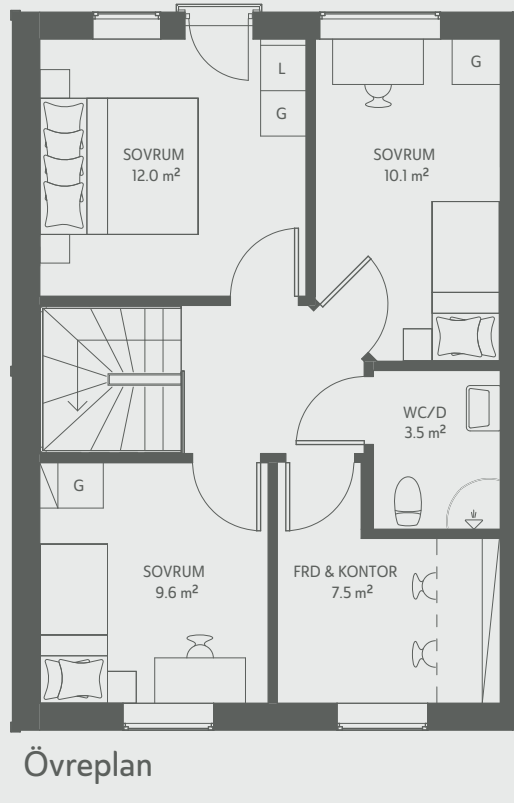 L
G
G
SOVRUM
12.0 m²
SOVRUM
10.1 m²
WC/D
3.5 m²
G
SOVRUM
9.6 m²
FRD & KONTOR
7.5 m²
Övreplan